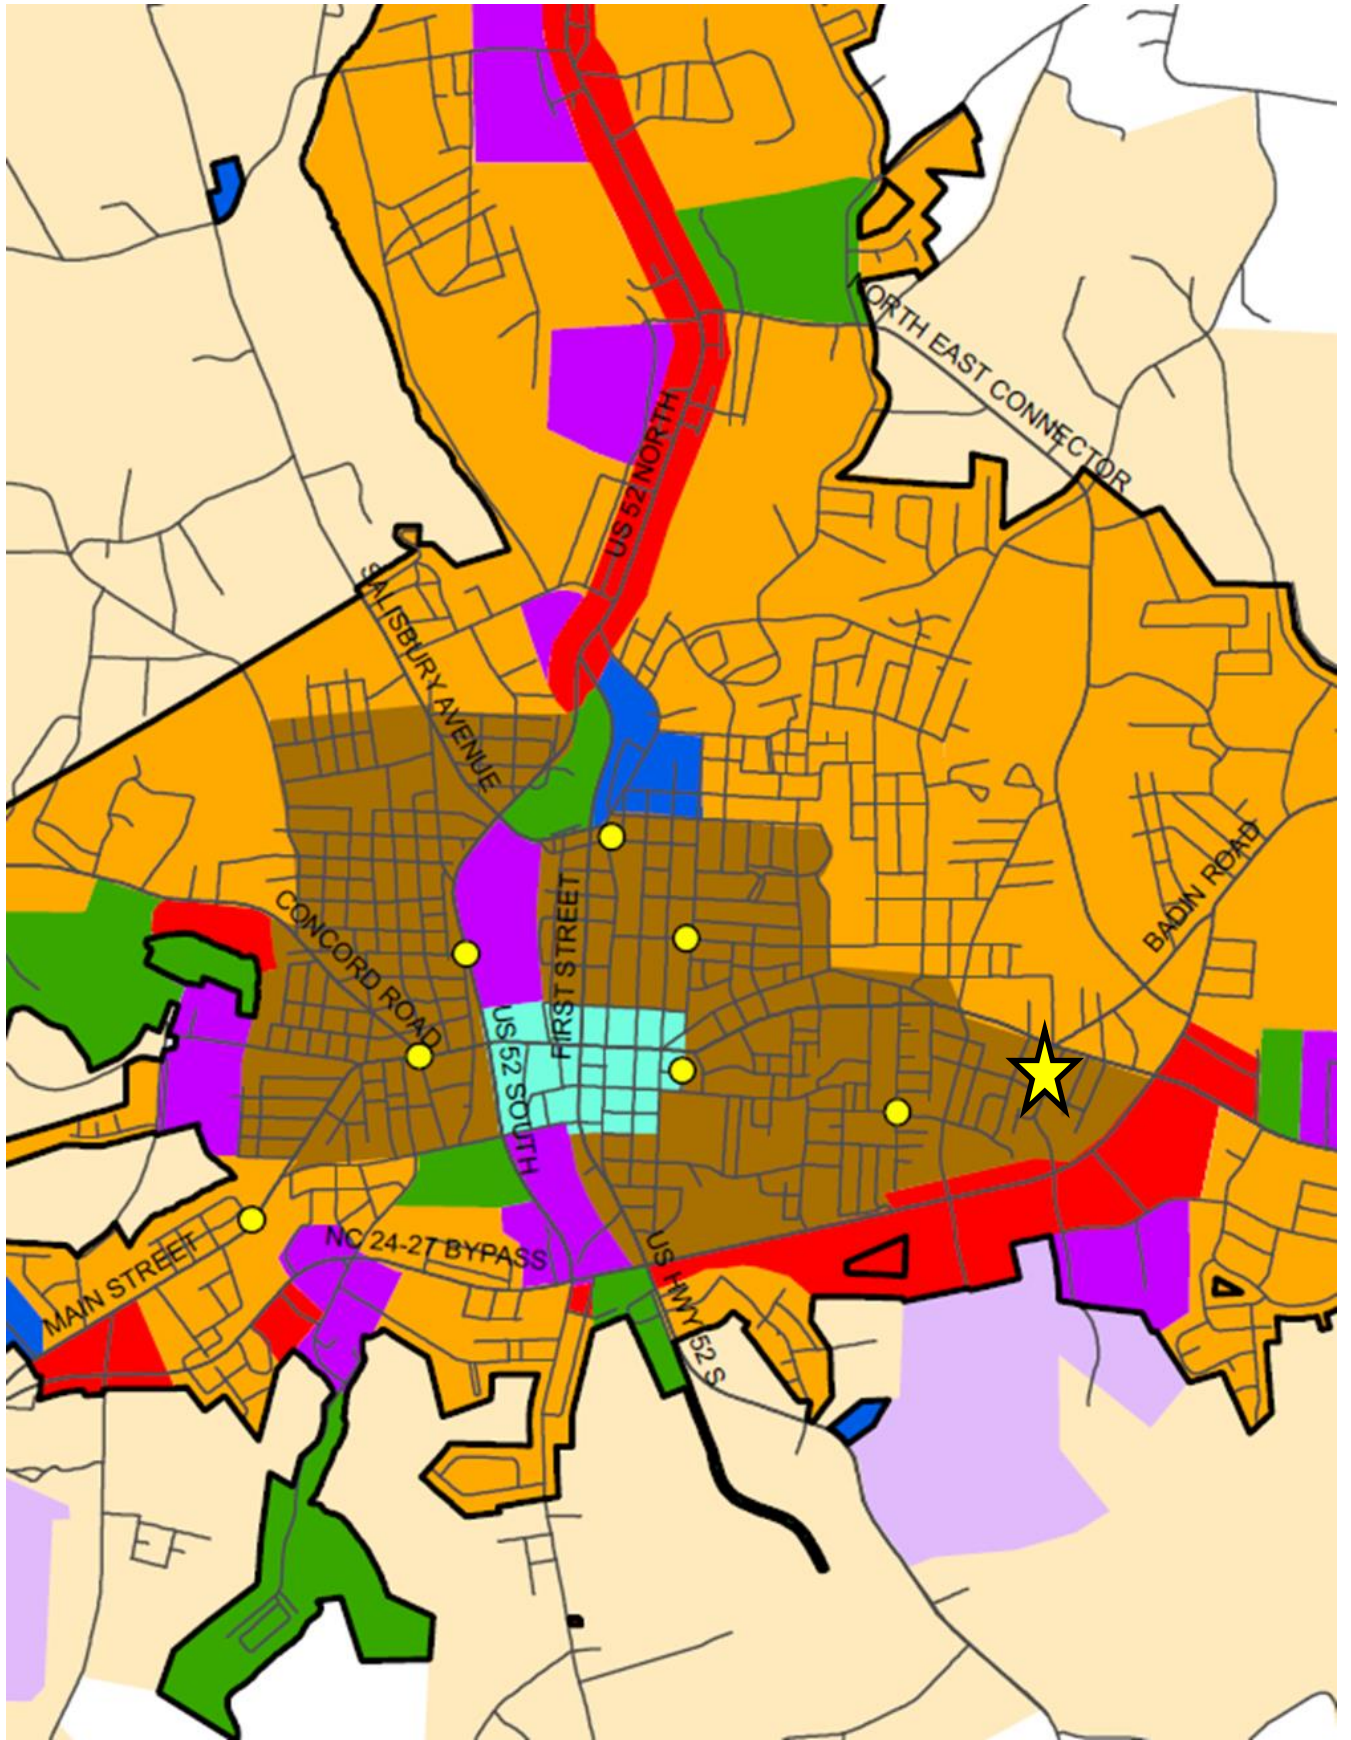 NORTH EAST CONNECTOR
US 52 NORTH
SALISBURY AVENUE
BADIN ROAD
CONCORD ROAD
FIRST STREET
US 52 SOUTH
MAIN STREET
NC 24-27 BYPASS
US HWY 52 S